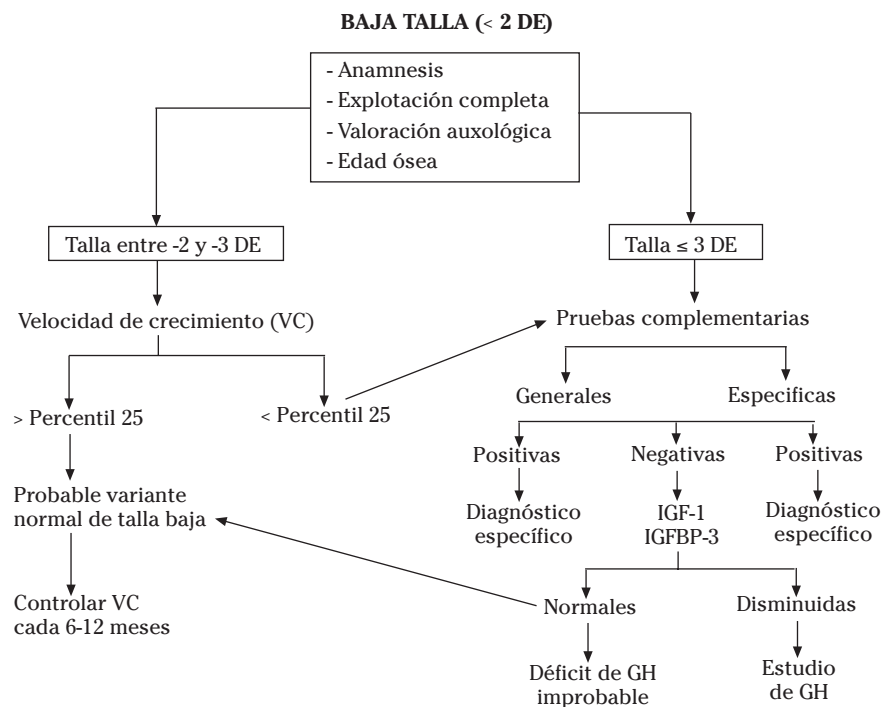 BAJA TALLA (< 2 DE)
- Anamnesis
- Explotación completa
- Valoración auxológica
- Edad ósea
Talla entre -2 y -3 DE
Talla ≤ 3 DE
Velocidad de crecimiento (VC)
Pruebas complementarias
Generales
Especificas
> Percentil 25
< Percentil 25
Positivas
Negativas
Positivas
Probable variante
normal de talla baja
Diagnóstico
específico
IGF-1
IGFBP-3
Diagnóstico
específico
Controlar VC
cada 6-12 meses
Normales
Disminuidas
Déficit de GH
improbable
Estudio
de GH